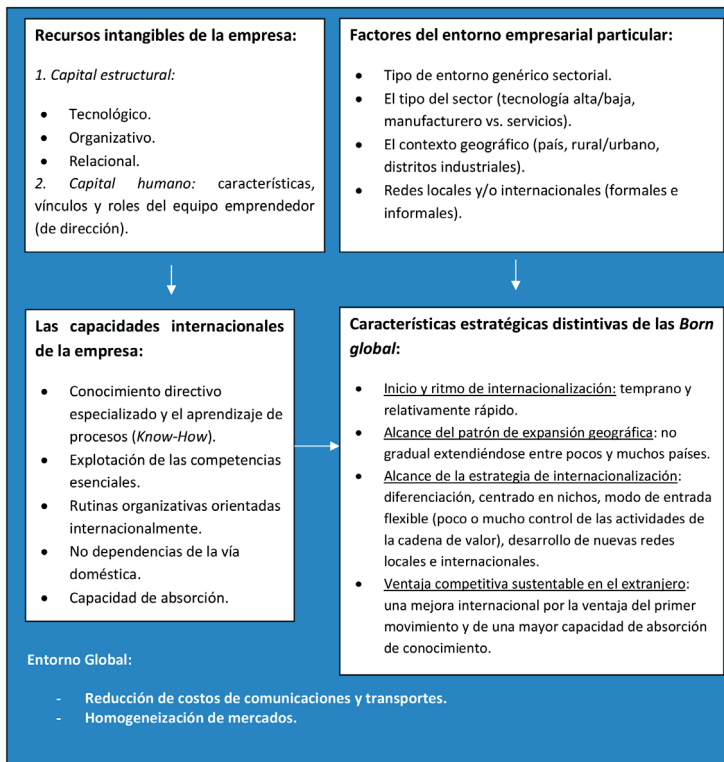 Recursos intangibles de la empresa:
1. Capital estructural:
• Tecnológico.
• Organizativo.
• Relacional.
2. Capital humano: características,
vínculos y roles del equipo emprendedor
(de dirección).
Factores del entorno empresarial particular:
• Tipo de entorno genérico sectorial.
• El tipo del sector (tecnología alta/baja,
manufacturero vs. servicios).
• El contexto geográfico (país, rural/urbano,
distritos industriales).
• Redes locales y/o internacionales (formales e
informales).
Las capacidades internacionales
de la empresa:
• Conocimiento directivo
especializado y el aprendizaje de
procesos (Know-How).
• Explotación de las competencias
esenciales.
• Rutinas organizativas orientadas
internacionalmente.
• No dependencias de la vía
doméstica.
• Capacidad de absorción.
Características estratégicas distintivas de las Born
global:
• Inicio y ritmo de internacionalización: temprano y
relativamente rápido.
• Alcance del patrón de expansión geográfica: no
gradual extendiéndose entre pocos y muchos países.
• Alcance de la estrategia de internacionalización:
diferenciación, centrado en nichos, modo de entrada
flexible (poco o mucho control de las actividades de
la cadena de valor), desarrollo de nuevas redes
locales e internacionales.
• Ventaja competitiva sustentable en el extranjero:
una mejora internacional por la ventaja del primer
movimiento y de una mayor capacidad de absorción
de conocimiento.
Entorno Global:
- Reducción de costos de comunicaciones y transportes.
- Homogeneización de mercados.